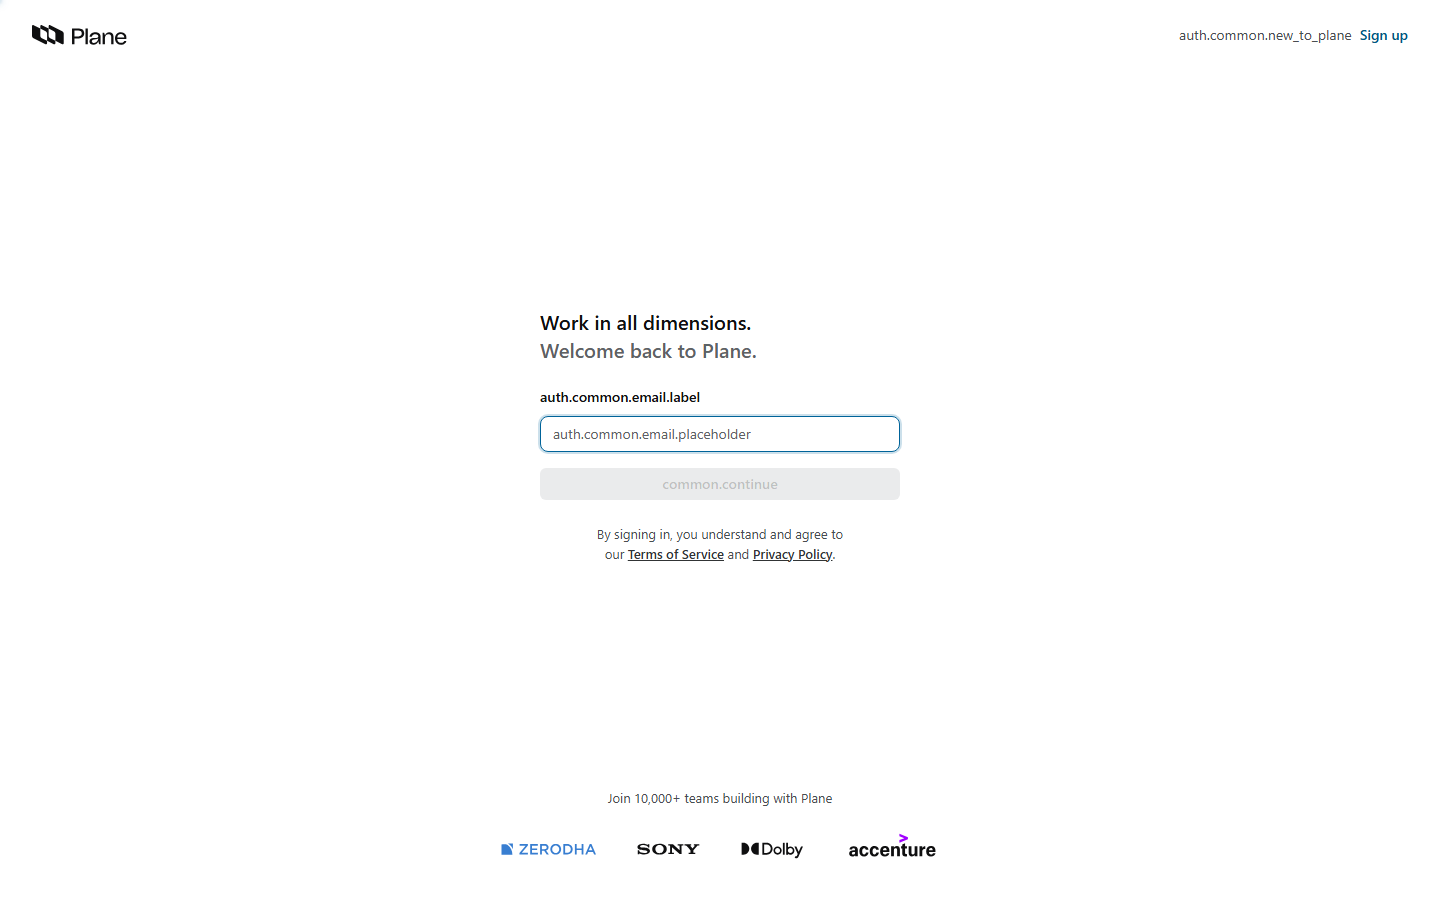 Plane
auth.common.new_to_plane Sign up
Work in all dimensions.
Welcome back to Plane.
auth.common.email.label
auth.common.email.placeholder
common.continue
By signing in, you understand and agree to
our Terms of Service and Privacy Policy.
Join 10,000+ teams building with Plane
ZERODHA SONY Dolby accenture